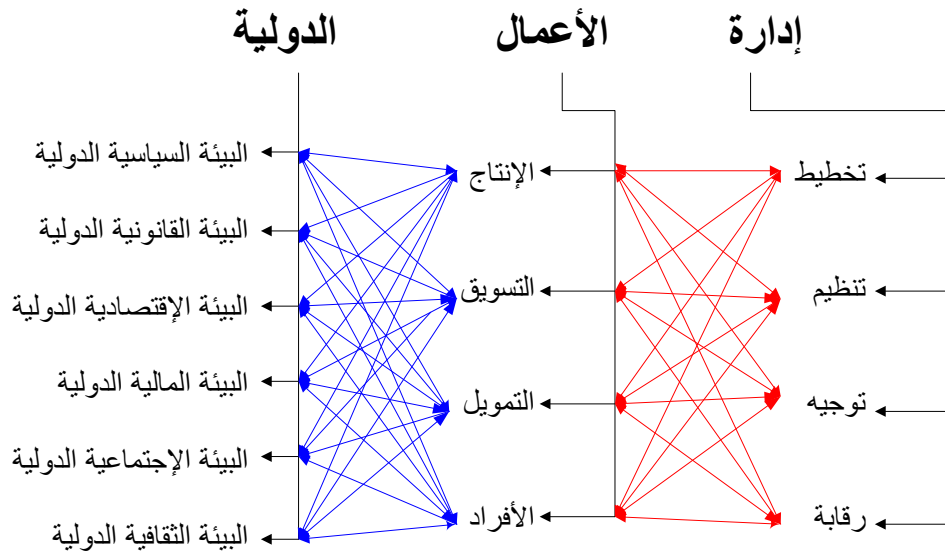 إدارة
الأعمال
الدولية
تخطيط
تنظيم
توجيه
رقابة
الإنتاج
التسويق
التمويل
الأفراد
البيئة السياسية الدولية
البيئة القانونية الدولية
البيئة الإقتصادية الدولية
البيئة المالية الدولية
البيئة الإجتماعية الدولية
البيئة الثقافية الدولية